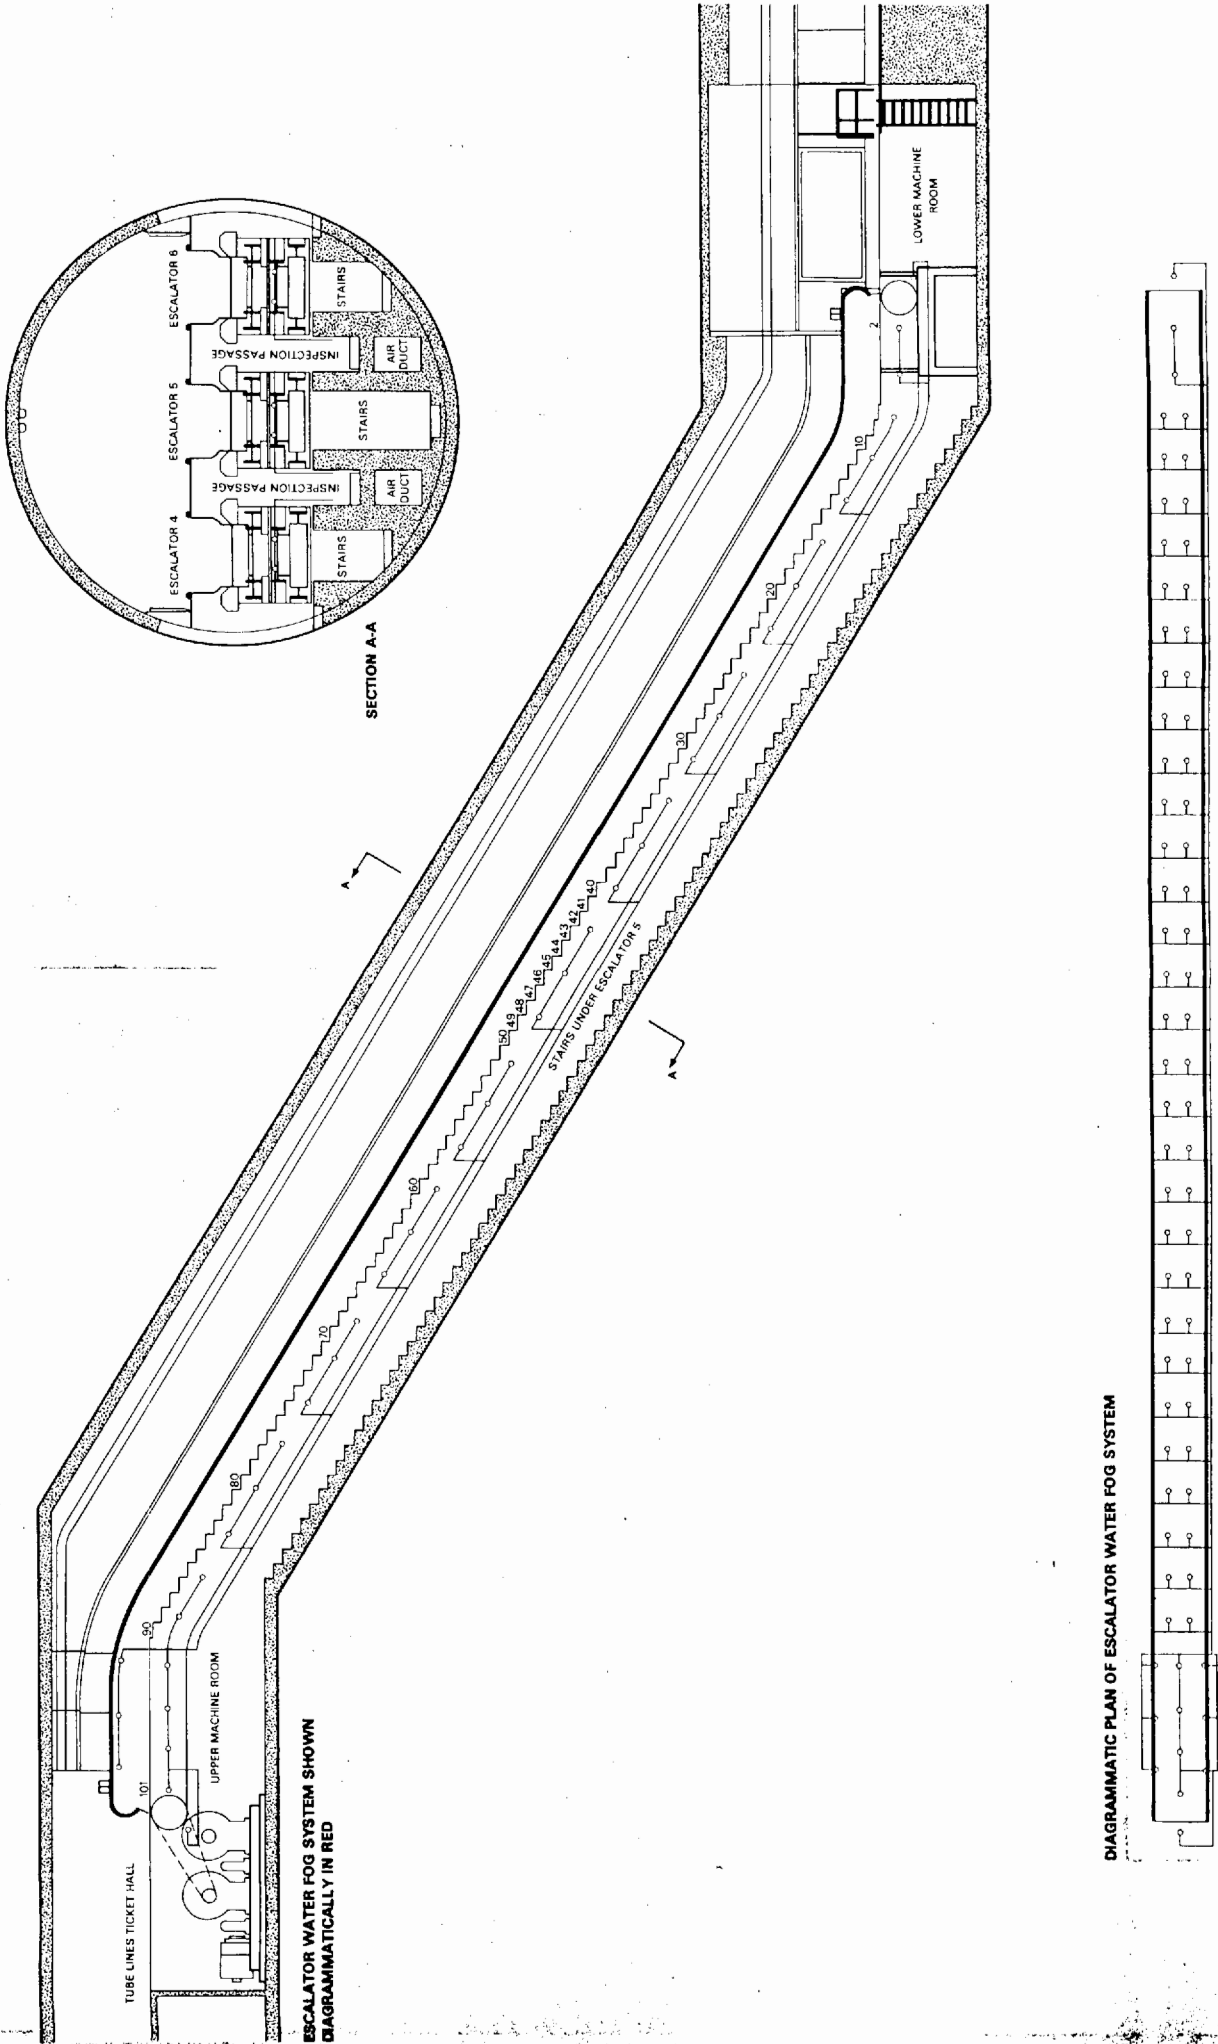 ESCALATOR 4
ESCALATOR 5
ESCALATOR 6
INSPECTION PASSAGE
INSPECTION PASSAGE
STAIRS
AIR
DUCT
STAIRS
AIR
DUCT
STAIRS
SECTION A-A
LOWER MACHINE
ROOM
2
10
20
30
40
41
42
43
44
45
46
47
48
49
50
60
70
80
90
101
A
A
STAIRS UNDER ESCALATOR 5
UPPER MACHINE ROOM
TUBE LINES TICKET HALL
ESCALATOR WATER FOG SYSTEM SHOWN
DIAGRAMMATICALLY IN RED
DIAGRAMMATIC PLAN OF ESCALATOR WATER FOG SYSTEM